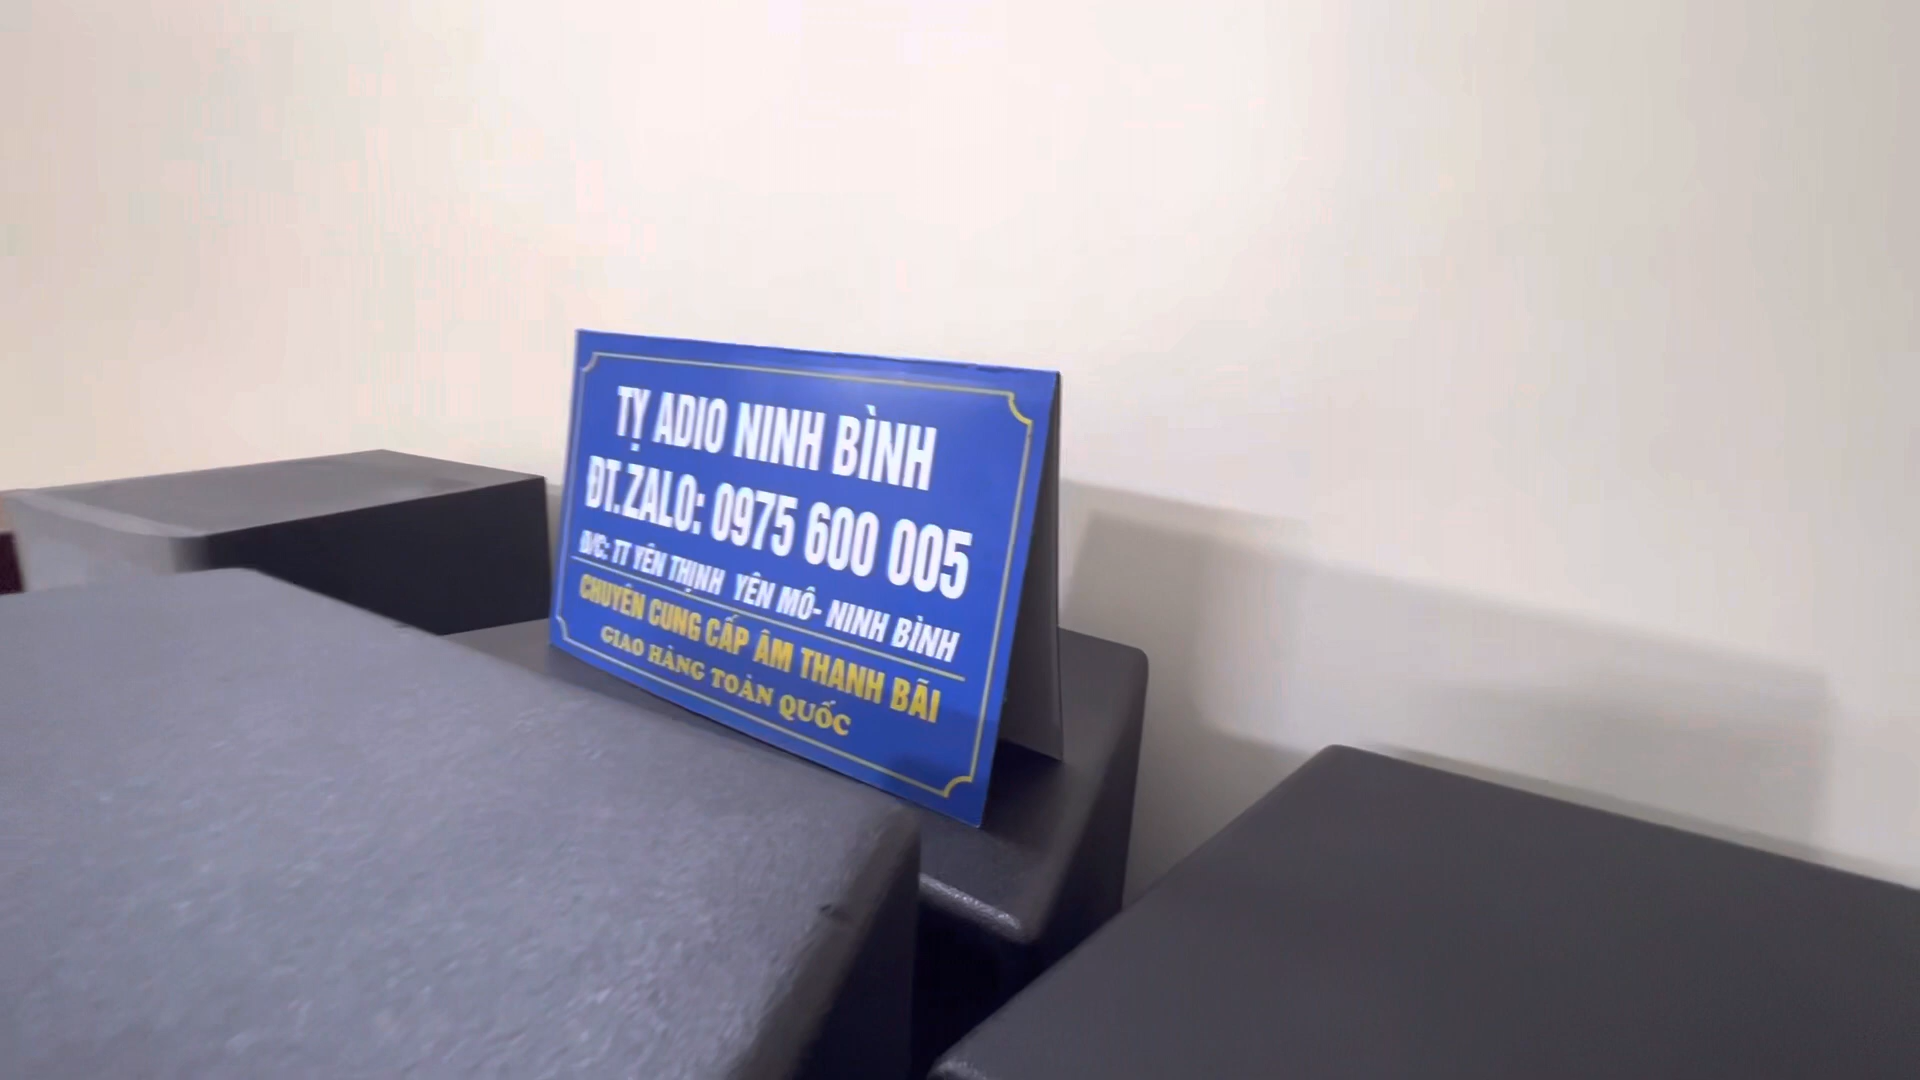 TỴ ADIO NINH BÌNH
ĐT.ZALO: 0975 600 005
Đ/C: TT YÊN THỊNH YÊN MÔ- NINH BÌNH
CHUYÊN CUNG CẤP ÂM THANH BÃI
GIAO HÀNG TOÀN QUỐC